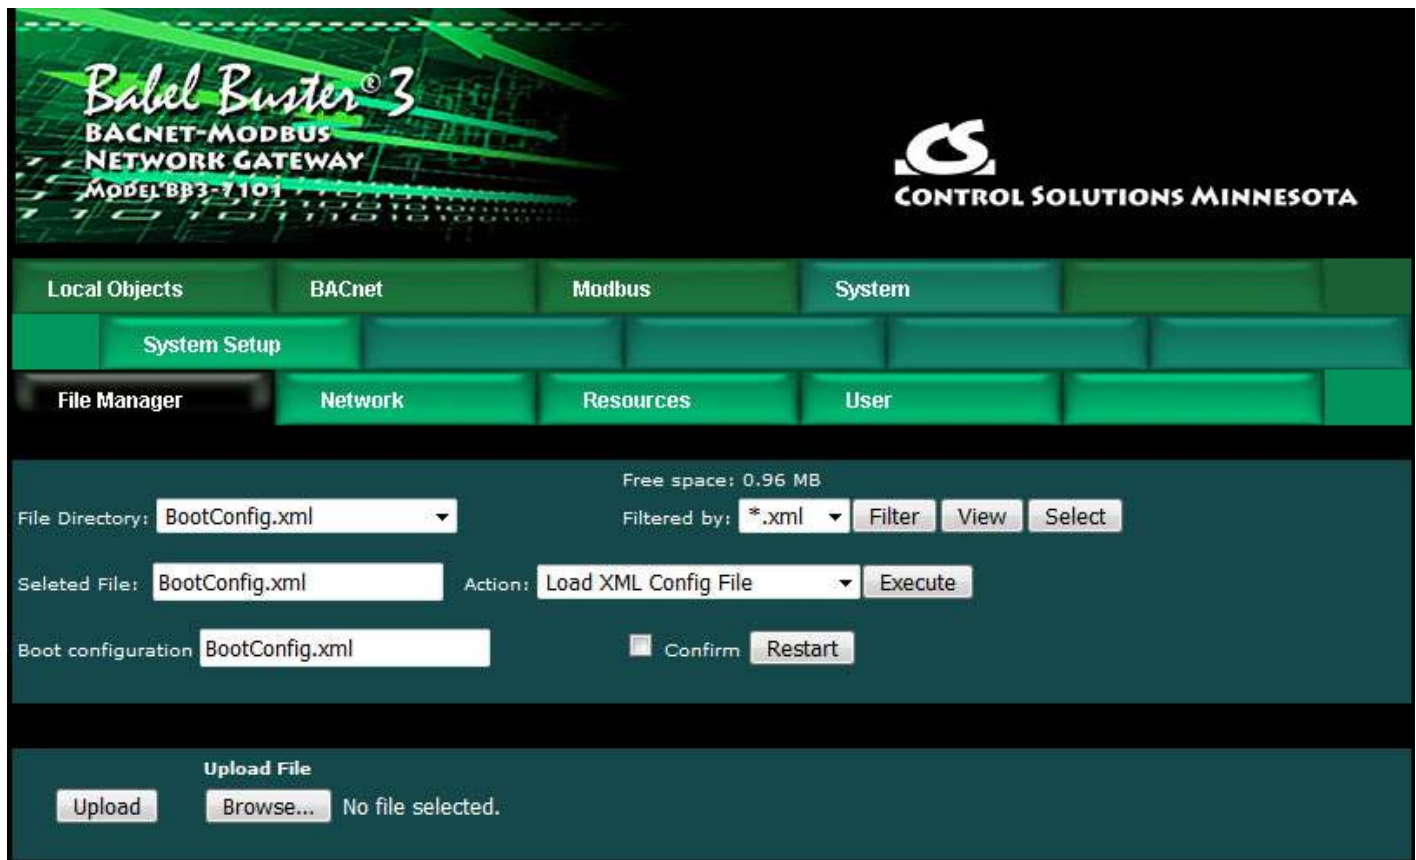 Babel Buster® 3
BACNET-MODBUS
NETWORK GATEWAY
MODEL BB3-7101
CS
CONTROL SOLUTIONS MINNESOTA
Local Objects BACnet Modbus System
System Setup
File Manager Network Resources User
Free space: 0.96 MB
File Directory: BootConfig.xml Filtered by: *.xml Filter View Select
Seleted File: BootConfig.xml Action: Load XML Config File Execute
Boot configuration BootConfig.xml Confirm Restart
Upload File
Upload Browse... No file selected.